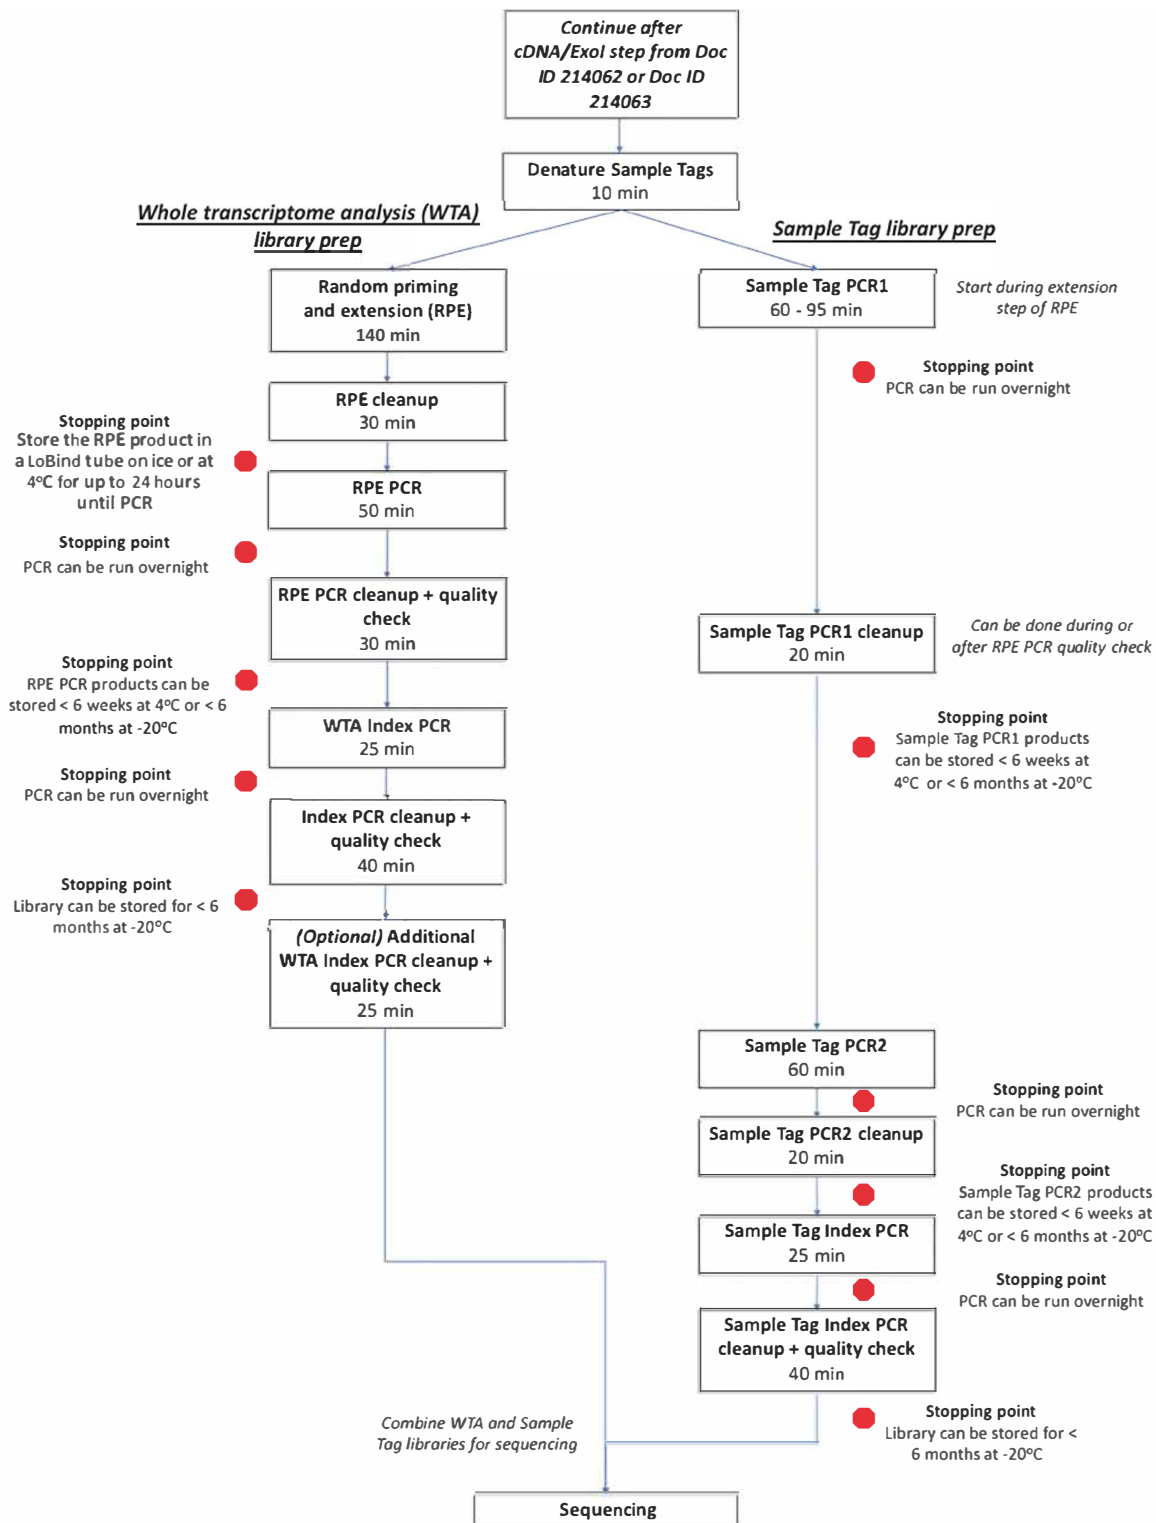 Continue after
cDNA/ExoI step from Doc
ID 214062 or Doc ID
214063
Denature Sample Tags
10 min
Whole transcriptome analysis (WTA)
library prep
Random priming
and extension (RPE)
140 min
RPE cleanup
30 min
Stopping point
Store the RPE product in
a LoBind tube on ice or at
4°C for up to 24 hours
until PCR
RPE PCR
50 min
Stopping point
PCR can be run overnight
RPE PCR cleanup + quality
check
30 min
Stopping point
RPE PCR products can be
stored < 6 weeks at 4°C or < 6
months at -20°C
WTA Index PCR
25 min
Stopping point
PCR can be run overnight
Index PCR cleanup +
quality check
40 min
Stopping point
Library can be stored for < 6
months at -20°C
(Optional) Additional
WTA Index PCR cleanup +
quality check
25 min
Sample Tag library prep
Sample Tag PCR1
60 - 95 min
Start during extension
step of RPE
Stopping point
PCR can be run overnight
Sample Tag PCR1 cleanup
20 min
Can be done during or
after RPE PCR quality check
Stopping point
Sample Tag PCR1 products
can be stored < 6 weeks at
4°C or < 6 months at -20°C
Sample Tag PCR2
60 min
Stopping point
PCR can be run overnight
Sample Tag PCR2 cleanup
20 min
Stopping point
Sample Tag PCR2 products
can be stored < 6 weeks at
4°C or < 6 months at -20°C
Sample Tag Index PCR
25 min
Stopping point
PCR can be run overnight
Sample Tag Index PCR
cleanup + quality check
40 min
Stopping point
Library can be stored for <
6 months at -20°C
Combine WTA and Sample
Tag libraries for sequencing
Sequencing